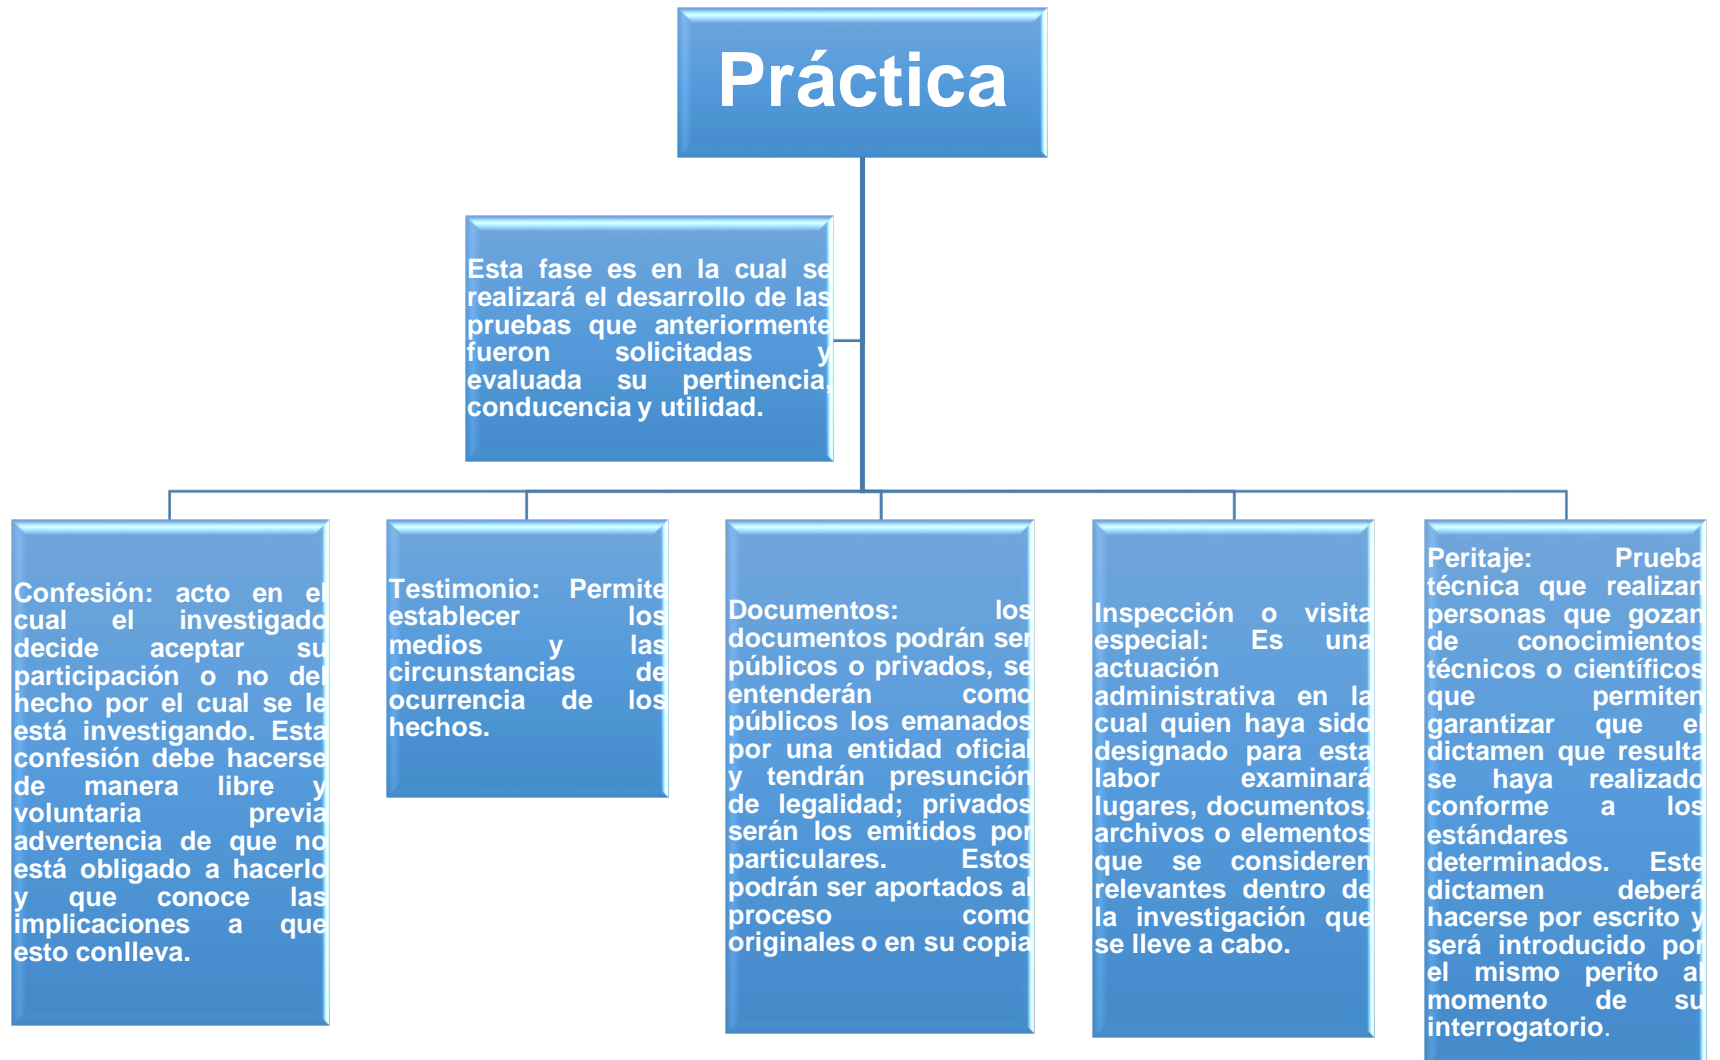 Práctica
Esta fase es en la cual se
realizará el desarrollo de las
pruebas que anteriormente
fueron solicitadas y
evaluada su pertinencia,
conducencia y utilidad.
Confesión: acto en el
cual el investigado
decide aceptar su
participación o no del
hecho por el cual se le
está investigando. Esta
confesión debe hacerse
de manera libre y
voluntaria previa
advertencia de que no
está obligado a hacerlo
y que conoce las
implicaciones a que
esto conlleva.
Testimonio: Permite
establecer los
medios y las
circunstancias de
ocurrencia de los
hechos.
Documentos: los
documentos podrán ser
públicos o privados, se
entenderán como
públicos los emanados
por una entidad oficial
y tendrán presunción
de legalidad; privados
serán los emitidos por
particulares. Estos
podrán ser aportados al
proceso como
originales o en su copia
Inspección o visita
especial: Es una
actuación
administrativa en la
cual quien haya sido
designado para esta
labor examinará
lugares, documentos,
archivos o elementos
que se consideren
relevantes dentro de
la investigación que
se lleve a cabo.
Peritaje: Prueba
técnica que realizan
personas que gozan
de conocimientos
técnicos o científicos
que permiten
garantizar que el
dictamen que resulta
se haya realizado
conforme a los
estándares
determinados. Este
dictamen deberá
hacerse por escrito y
será introducido por
el mismo perito al
momento de su
interrogatorio.